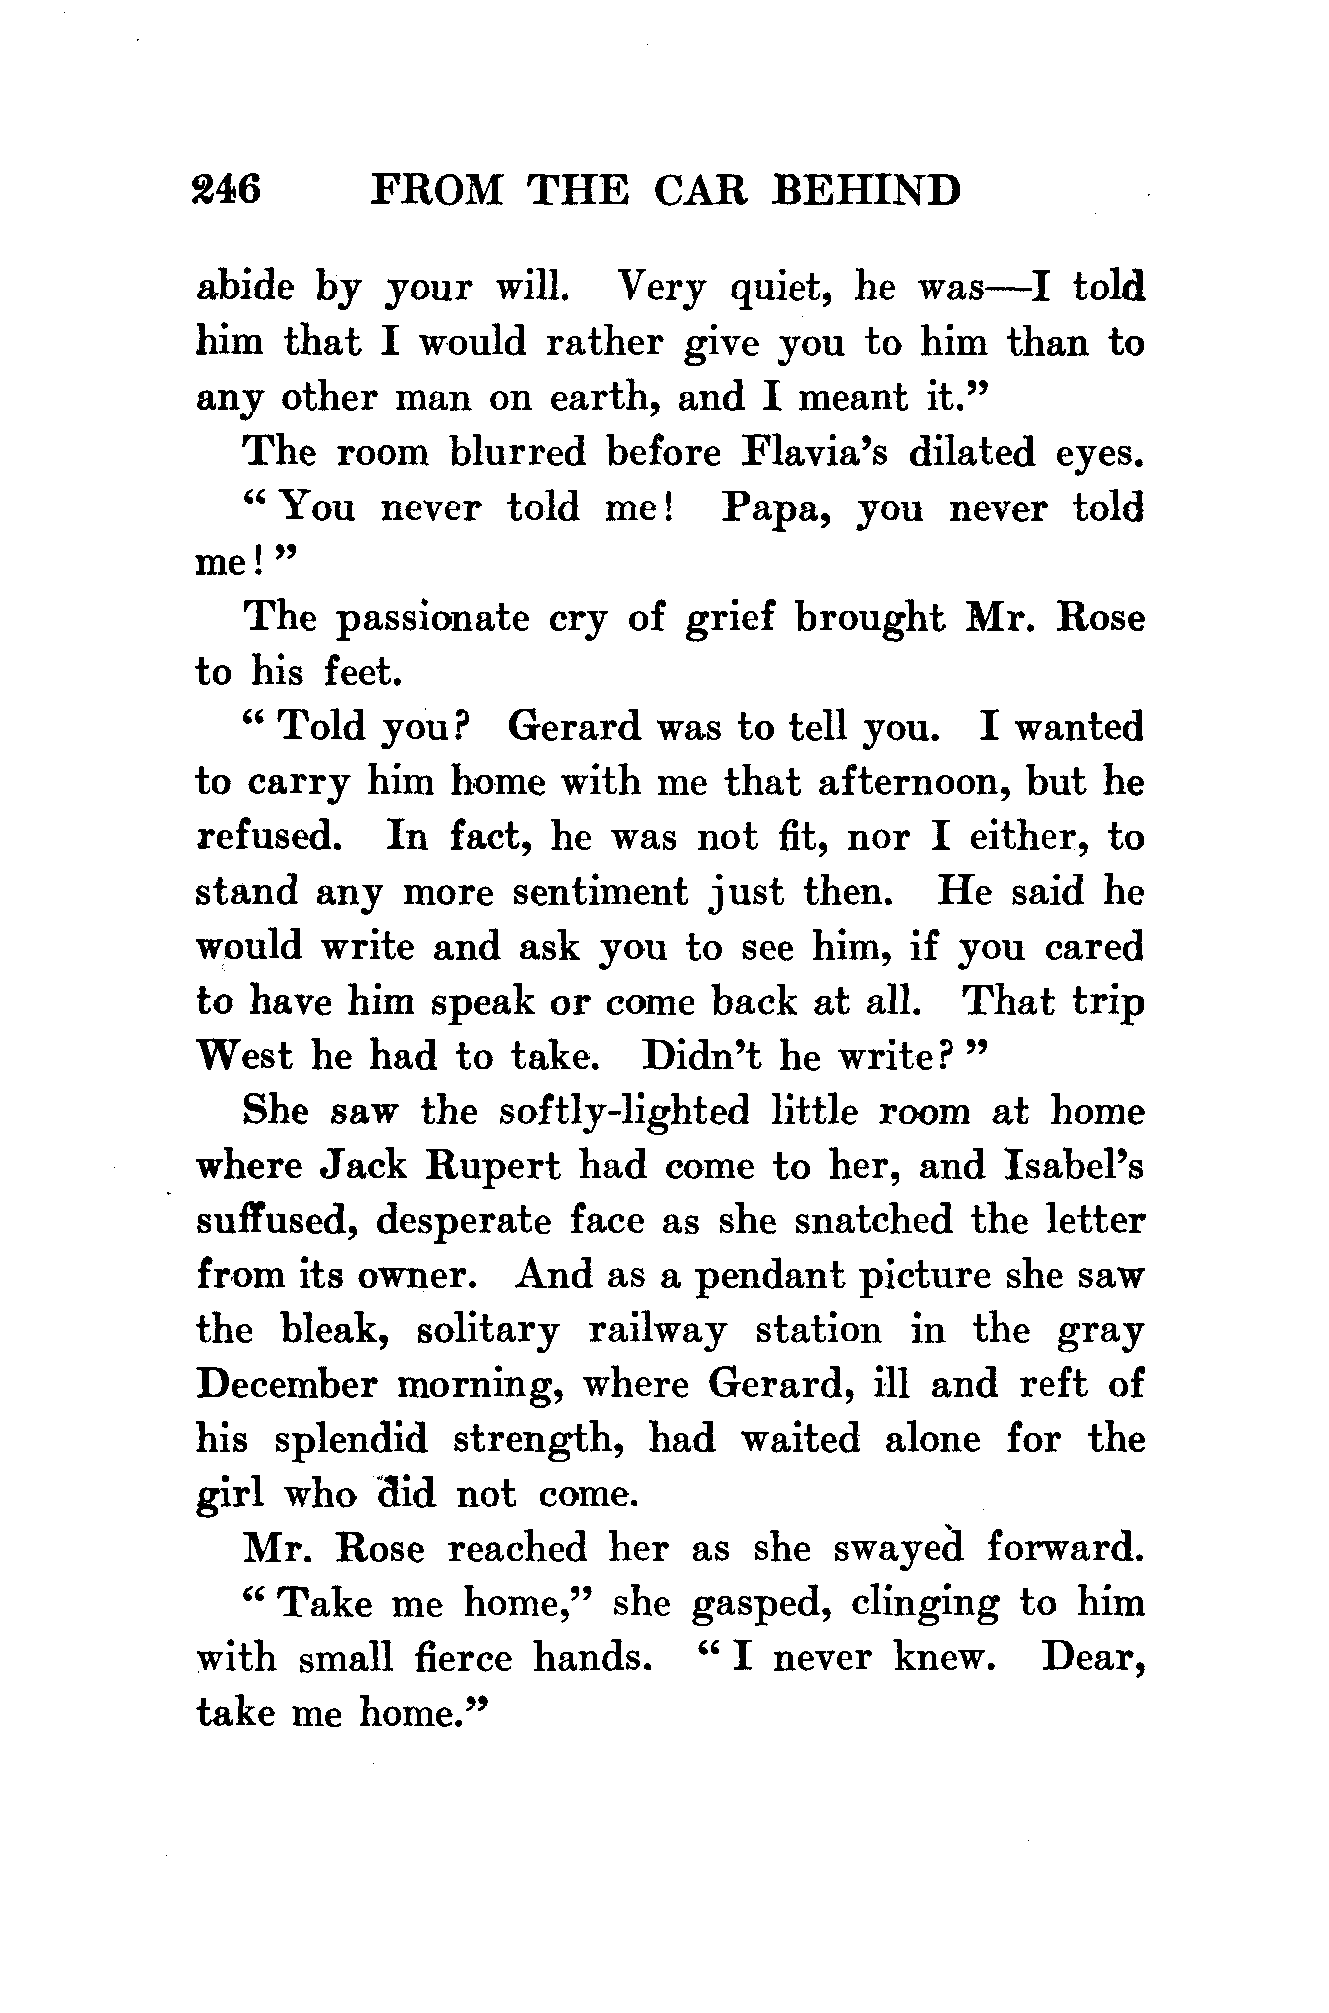 246 FROM THE CAR BEHIND
abide by your will. Very quiet, he was—I told
him that I would rather give you to him than to
any other man on earth, and I meant it.”
The room blurred before Flavia’s dilated eyes.
“ You never told me! Papa, you never told
me! ”
The passionate cry of grief brought Mr. Rose
to his feet.
“ Told you? Gerard was to tell you. I wanted
to carry him home with me that afternoon, but he
refused. In fact, he was not fit, nor I either, to
stand any more sentiment just then. He said he
would write and ask you to see him, if you cared
to have him speak or come back at all. That trip
West he had to take. Didn’t he write? ”
She saw the softly-lighted little room at home
where Jack Rupert had come to her, and Isabel’s
suffused, desperate face as she snatched the letter
from its owner. And as a pendant picture she saw
the bleak, solitary railway station in the gray
December morning, where Gerard, ill and reft of
his splendid strength, had waited alone for the
girl who did not come.
Mr. Rose reached her as she swayed forward.
“ Take me home,” she gasped, clinging to him
with small fierce hands. “ I never knew. Dear,
take me home.”